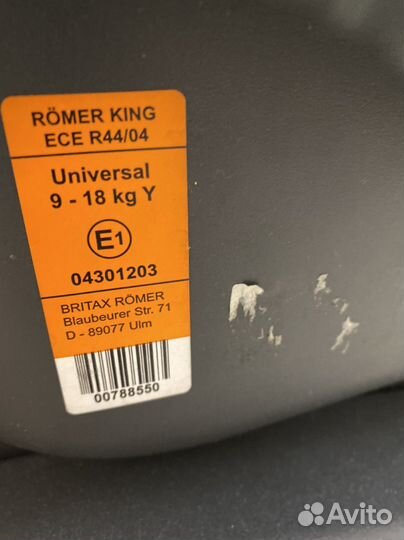 RÖMER KING
ECE R44/04
Universal
9 - 18 kg Y
E1
04301203
BRITAX RÖMER
Blaubeurer Str. 71
D - 89077 Ulm
00788550
Avito